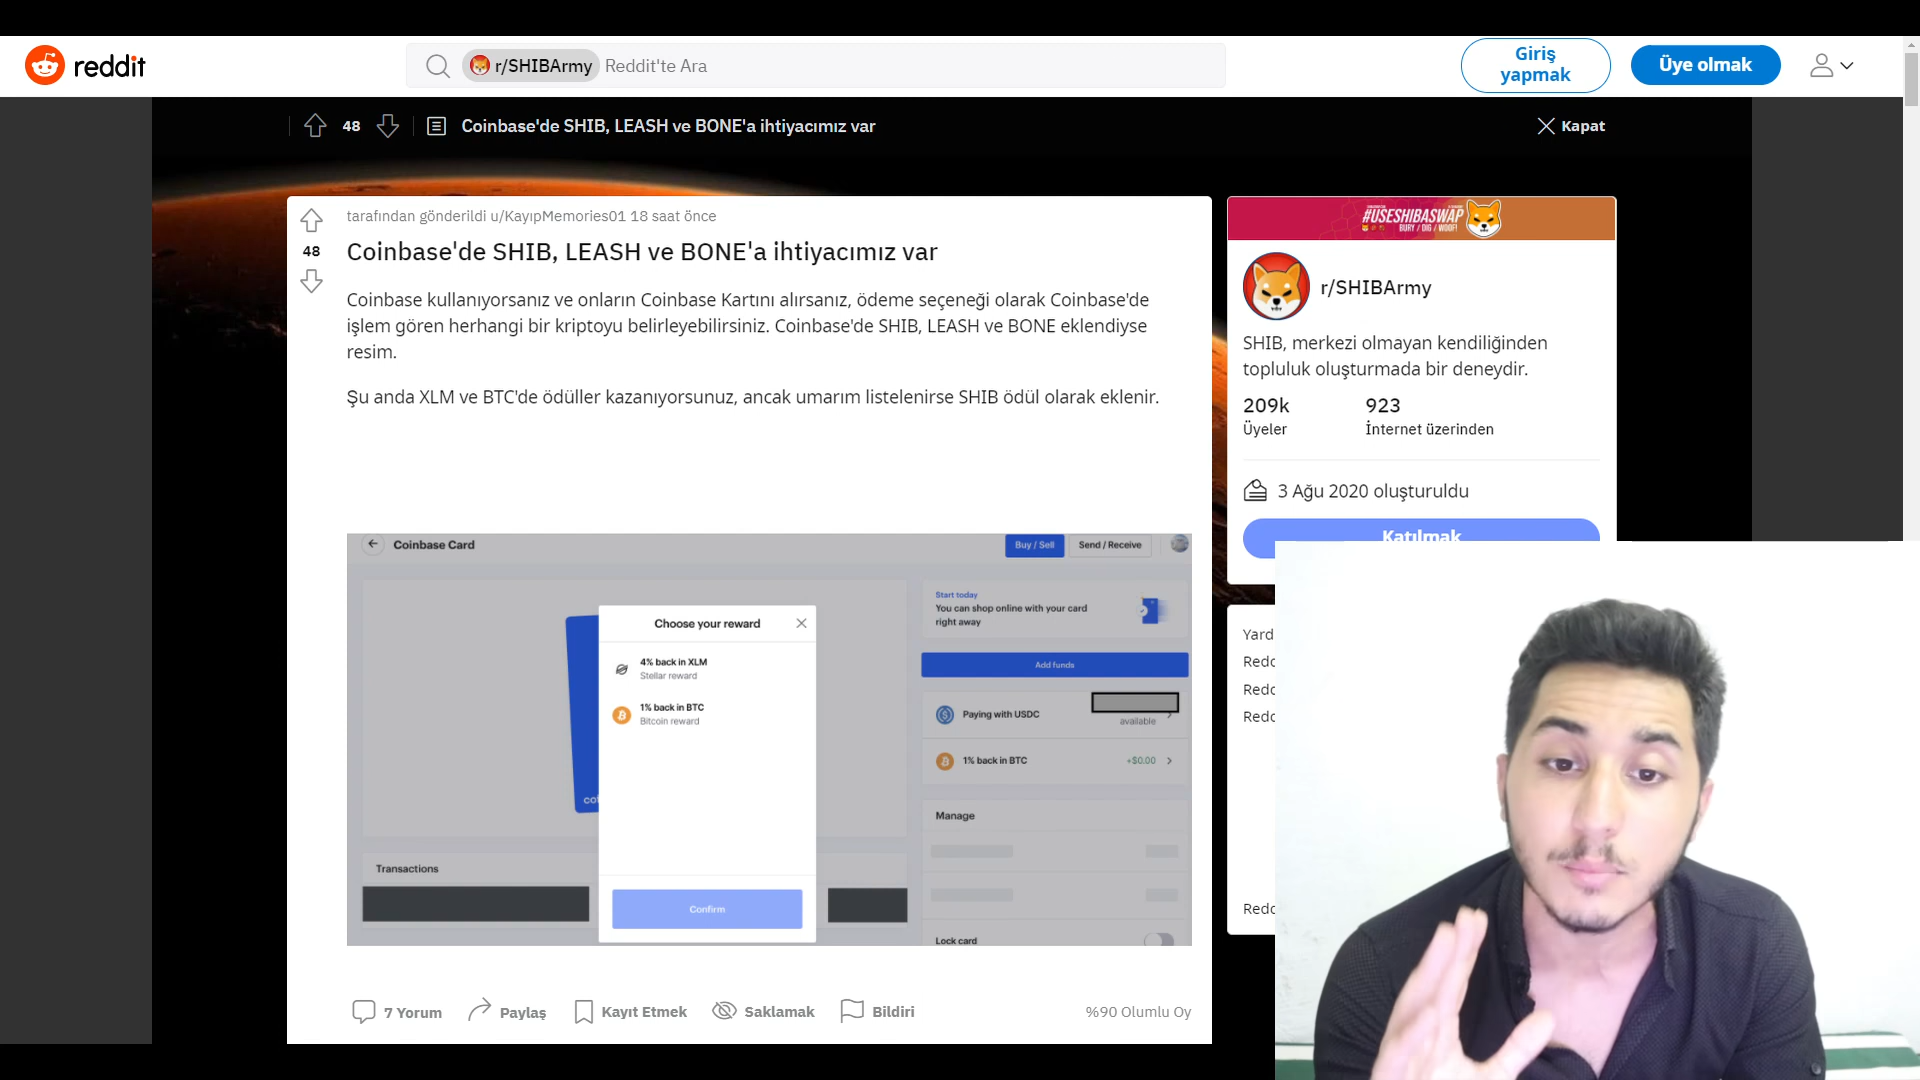 reddit
r/SHIBArmy Reddit'te Ara
Giriş
yapmak
Üye olmak
48
Coinbase'de SHIB, LEASH ve BONE'a ihtiyacımız var
Kapat
tarafından gönderildi u/KayıpMemories01 18 saat önce
48
Coinbase'de SHIB, LEASH ve BONE'a ihtiyacımız var
Coinbase kullanıyorsanız ve onların Coinbase Kartını alırsanız, ödeme seçeneği olarak Coinbase'de
işlem gören herhangi bir kriptoyu belirleyebilirsiniz. Coinbase'de SHIB, LEASH ve BONE eklendiyse
resim.
Şu anda XLM ve BTC'de ödüller kazanıyorsunuz, ancak umarım listelenirse SHIB ödül olarak eklenir.
Coinbase Card
Buy / Sell
Send / Receive
Choose your reward
4% back in XLM
Stellar reward
1% back in BTC
Bitcoin reward
Confirm
Transactions
Start today
You can shop online with your card
right away
Add funds
Paying with USDC
available
1% back in BTC
+$0.00
Manage
Lock card
7 Yorum
Paylaş
Kayıt Etmek
Saklamak
Bildiri
%90 Olumlu Oy
#USESHIBASWAP
BURY / DIG / WOOF!
r/SHIBArmy
SHIB, merkezi olmayan kendiliğinden
topluluk oluşturmada bir deneydir.
209k
Üyeler
923
İnternet üzerinden
3 Ağu 2020 oluşturuldu
Katılmak
Yard
Redd
Redd
Redd
Redd